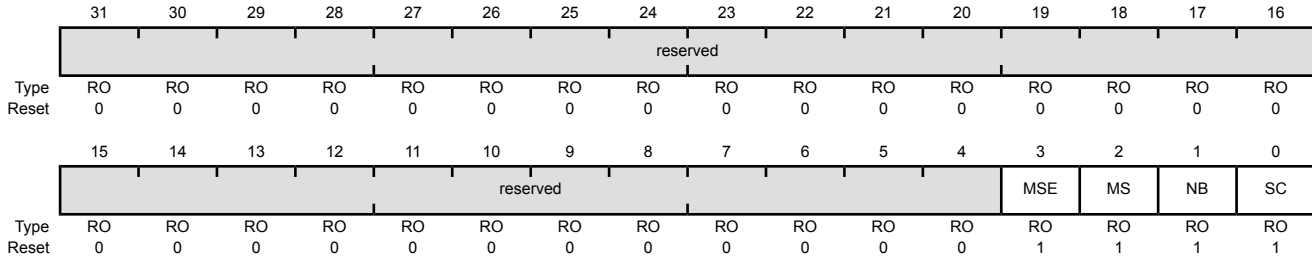 31 30 29 28 27 26 25 24 23 22 21 20 19 18 17 16
reserved
Type RO RO RO RO RO RO RO RO RO RO RO RO RO RO RO RO
Reset 0 0 0 0 0 0 0 0 0 0 0 0 0 0 0 0
15 14 13 12 11 10 9 8 7 6 5 4 3 2 1 0
reserved MSE MS NB SC
Type RO RO RO RO RO RO RO RO RO RO RO RO RO RO RO RO
Reset 0 0 0 0 0 0 0 0 0 0 0 0 1 1 1 1